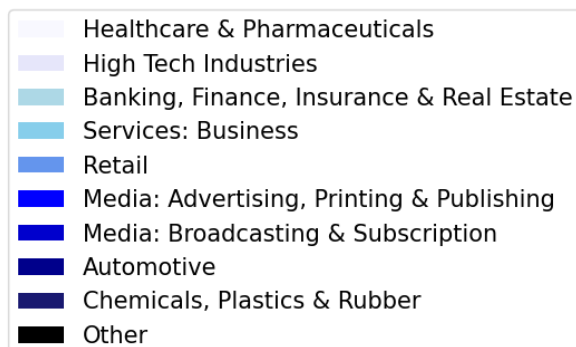 Healthcare & Pharmaceuticals
High Tech Industries
Banking, Finance, Insurance & Real Estate
Services: Business
Retail
Media: Advertising, Printing & Publishing
Media: Broadcasting & Subscription
Automotive
Chemicals, Plastics & Rubber
Other